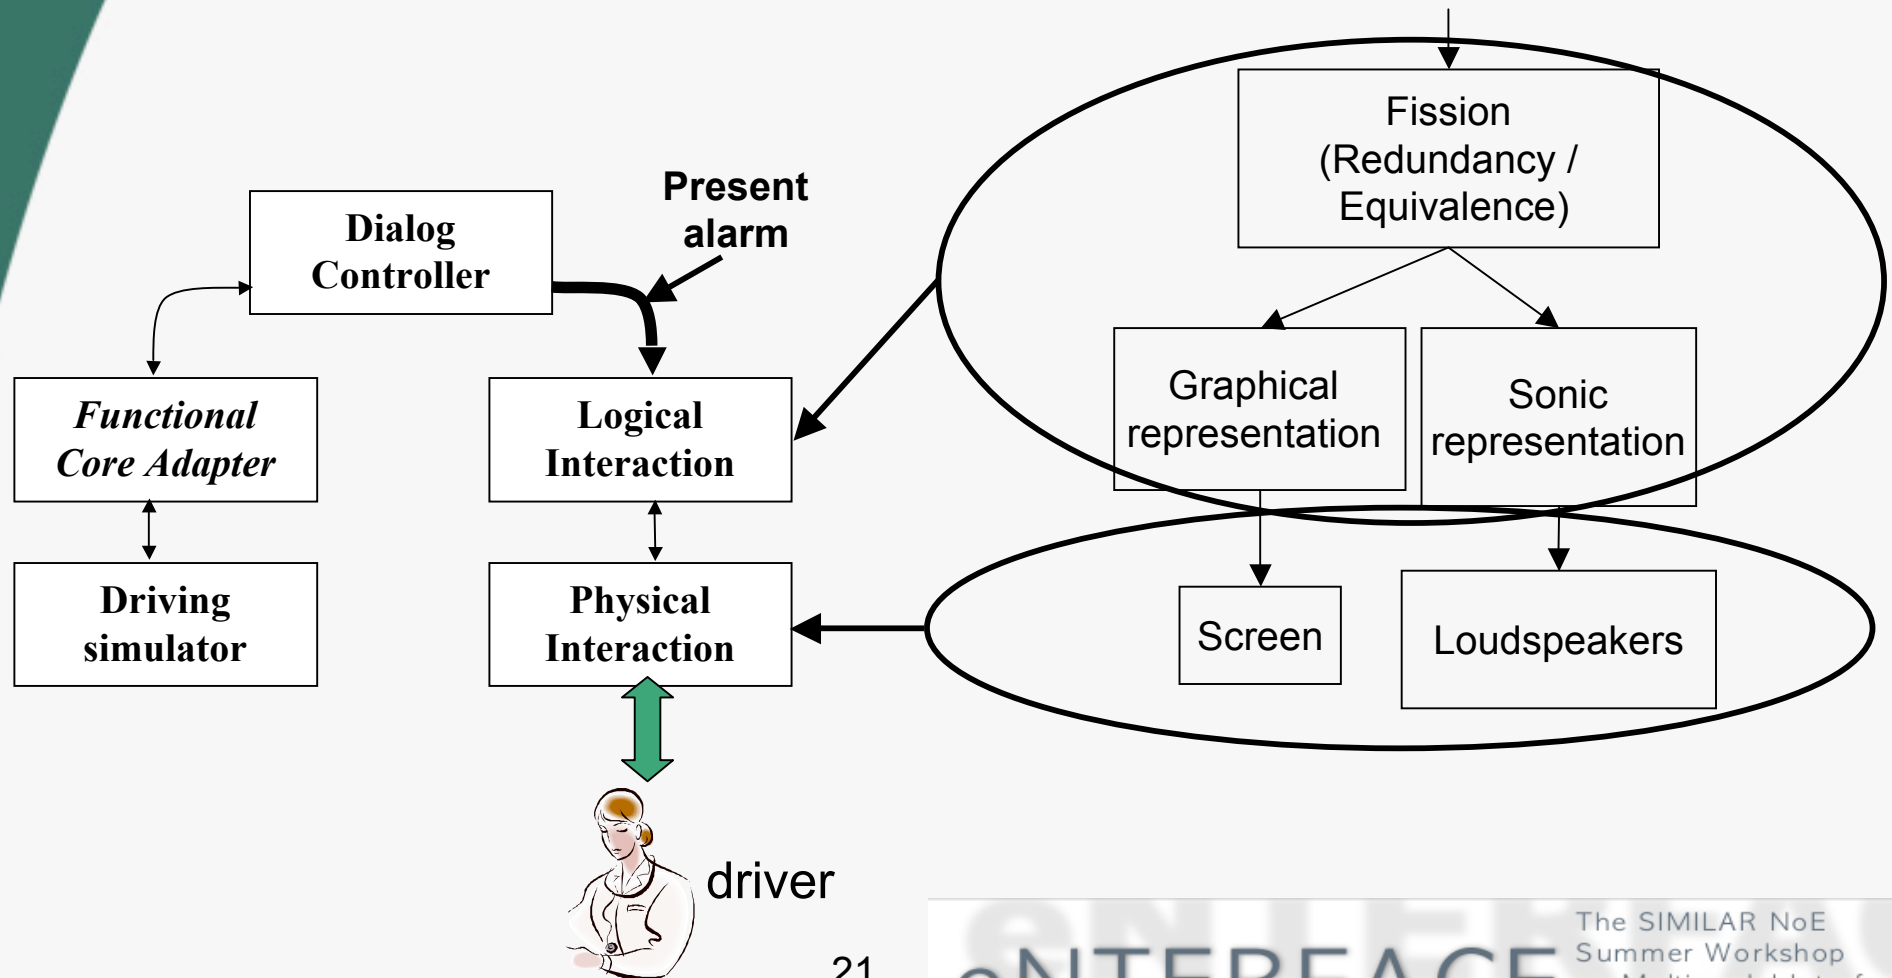 Fission
(Redundancy /
Equivalence)
Present
alarm
Dialog
Controller
Functional
Core Adapter
Logical
Interaction
Graphical
representation
Sonic
representation
Driving
simulator
Physical
Interaction
Screen
Loudspeakers
driver
21
eNTERFACE
The SIMILAR NoE
Summer Workshop